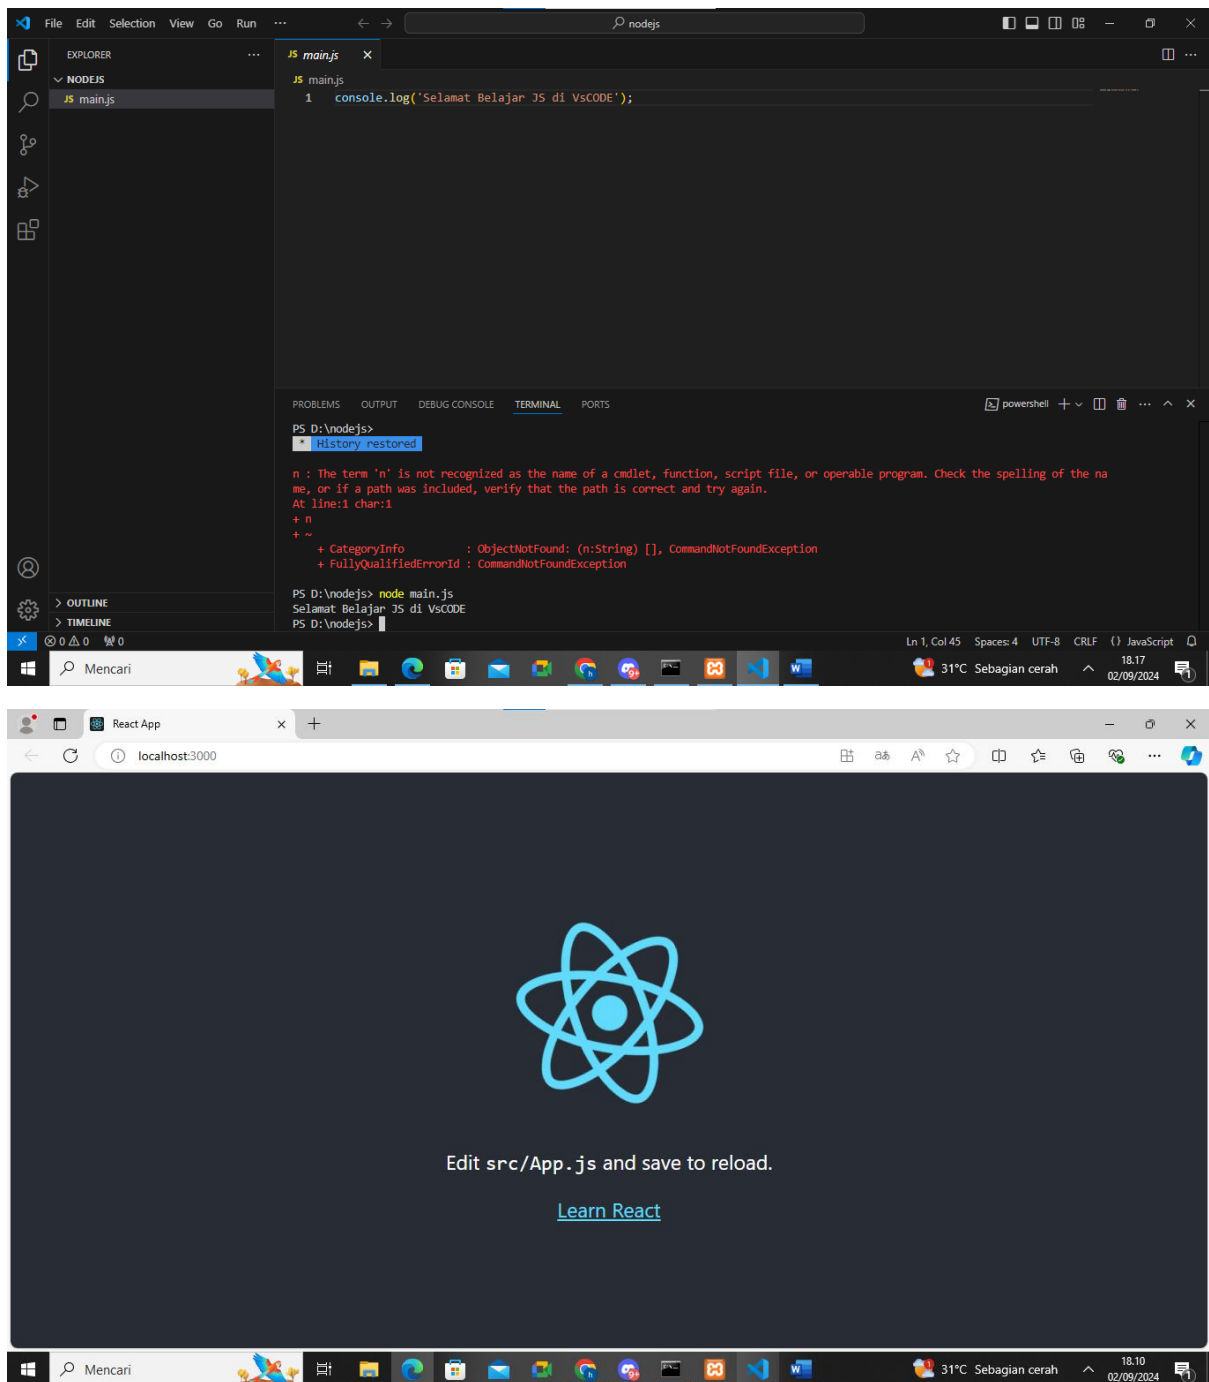 File Edit Selection View Go Run ···
nodejs
EXPLORER ···
JS main.js
NODEJS
JS main.js
JS main.js
1 console.log('Selamat Belajar JS di VsCODE');
PROBLEMS OUTPUT DEBUG CONSOLE TERMINAL PORTS
powershell
PS D:\nodejs>
* History restored
n : The term 'n' is not recognized as the name of a cmdlet, function, script file, or operable program. Check the spelling of the na
me, or if a path was included, verify that the path is correct and try again.
At line:1 char:1
+ n
+ ~
+ CategoryInfo : ObjectNotFound: (n:String) [], CommandNotFoundException
+ FullyQualifiedErrorId : CommandNotFoundException
PS D:\nodejs> node main.js
Selamat Belajar JS di VsCODE
PS D:\nodejs>
OUTLINE
TIMELINE
0 0 0
Ln 1, Col 45 Spaces: 4 UTF-8 CRLF {} JavaScript
Mencari
31°C Sebagian cerah
18.17
02/09/2024
React App
localhost:3000
Edit src/App.js and save to reload.
Learn React
Mencari
31°C Sebagian cerah
18.10
02/09/2024